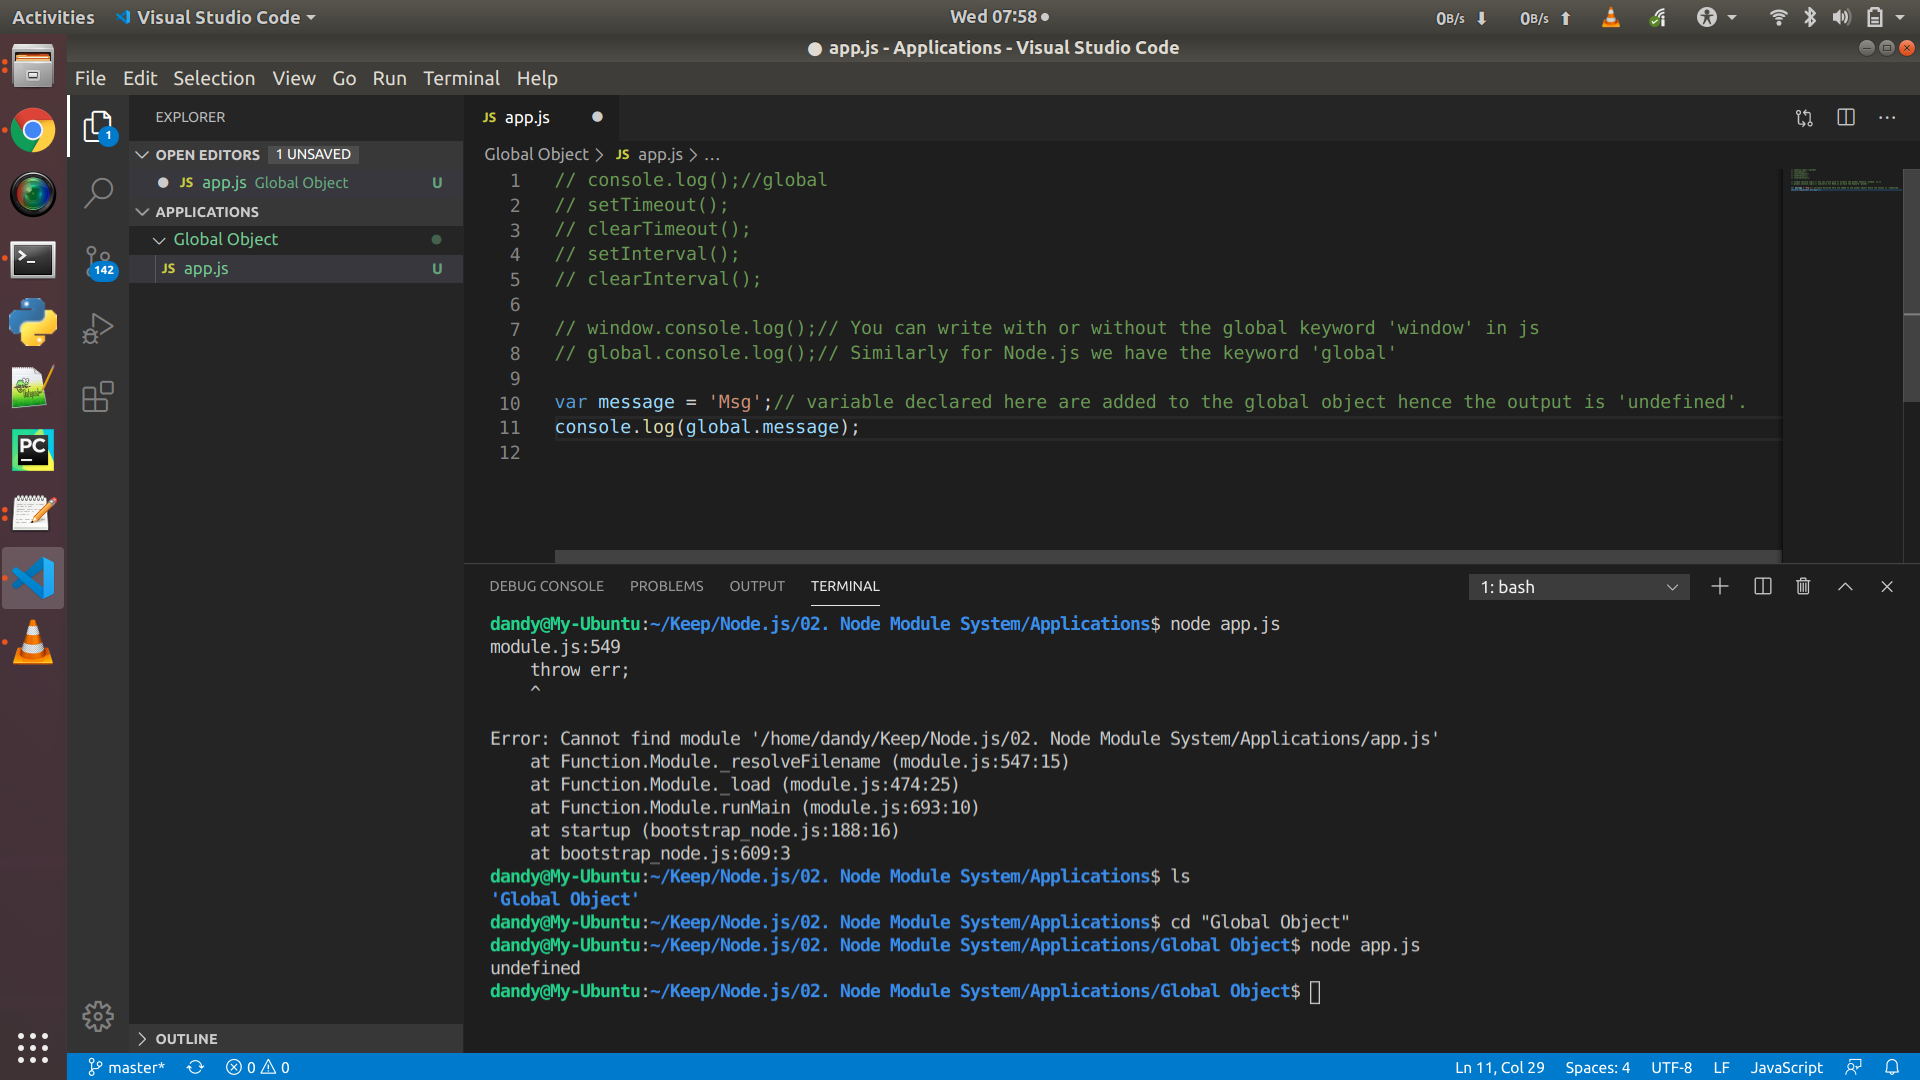 Activities Visual Studio Code Wed 07:58 0B/s 0B/s
app.js - Applications - Visual Studio Code
File Edit Selection View Go Run Terminal Help
EXPLORER
1
OPEN EDITORS 1 UNSAVED
JS app.js Global Object U
APPLICATIONS
Global Object
JS app.js U
142
OUTLINE
JS app.js
Global Object > JS app.js > ...
1 // console.log();//global
2 // setTimeout();
3 // clearTimeout();
4 // setInterval();
5 // clearInterval();
6
7 // window.console.log();// You can write with or without the global keyword 'window' in js
8 // global.console.log();// Similarly for Node.js we have the keyword 'global'
9
10 var message = 'Msg';// variable declared here are added to the global object hence the output is 'undefined'.
11 console.log(global.message);
12
DEBUG CONSOLE PROBLEMS OUTPUT TERMINAL 1: bash
dandy@My-Ubuntu:~/Keep/Node.js/02. Node Module System/Applications$ node app.js
module.js:549
    throw err;
    ^
Error: Cannot find module '/home/dandy/Keep/Node.js/02. Node Module System/Applications/app.js'
    at Function.Module._resolveFilename (module.js:547:15)
    at Function.Module._load (module.js:474:25)
    at Function.Module.runMain (module.js:693:10)
    at startup (bootstrap_node.js:188:16)
    at bootstrap_node.js:609:3
dandy@My-Ubuntu:~/Keep/Node.js/02. Node Module System/Applications$ ls
'Global Object'
dandy@My-Ubuntu:~/Keep/Node.js/02. Node Module System/Applications$ cd "Global Object"
dandy@My-Ubuntu:~/Keep/Node.js/02. Node Module System/Applications/Global Object$ node app.js
undefined
dandy@My-Ubuntu:~/Keep/Node.js/02. Node Module System/Applications/Global Object$
PC
master* 0 0 Ln 11, Col 29 Spaces: 4 UTF-8 LF JavaScript